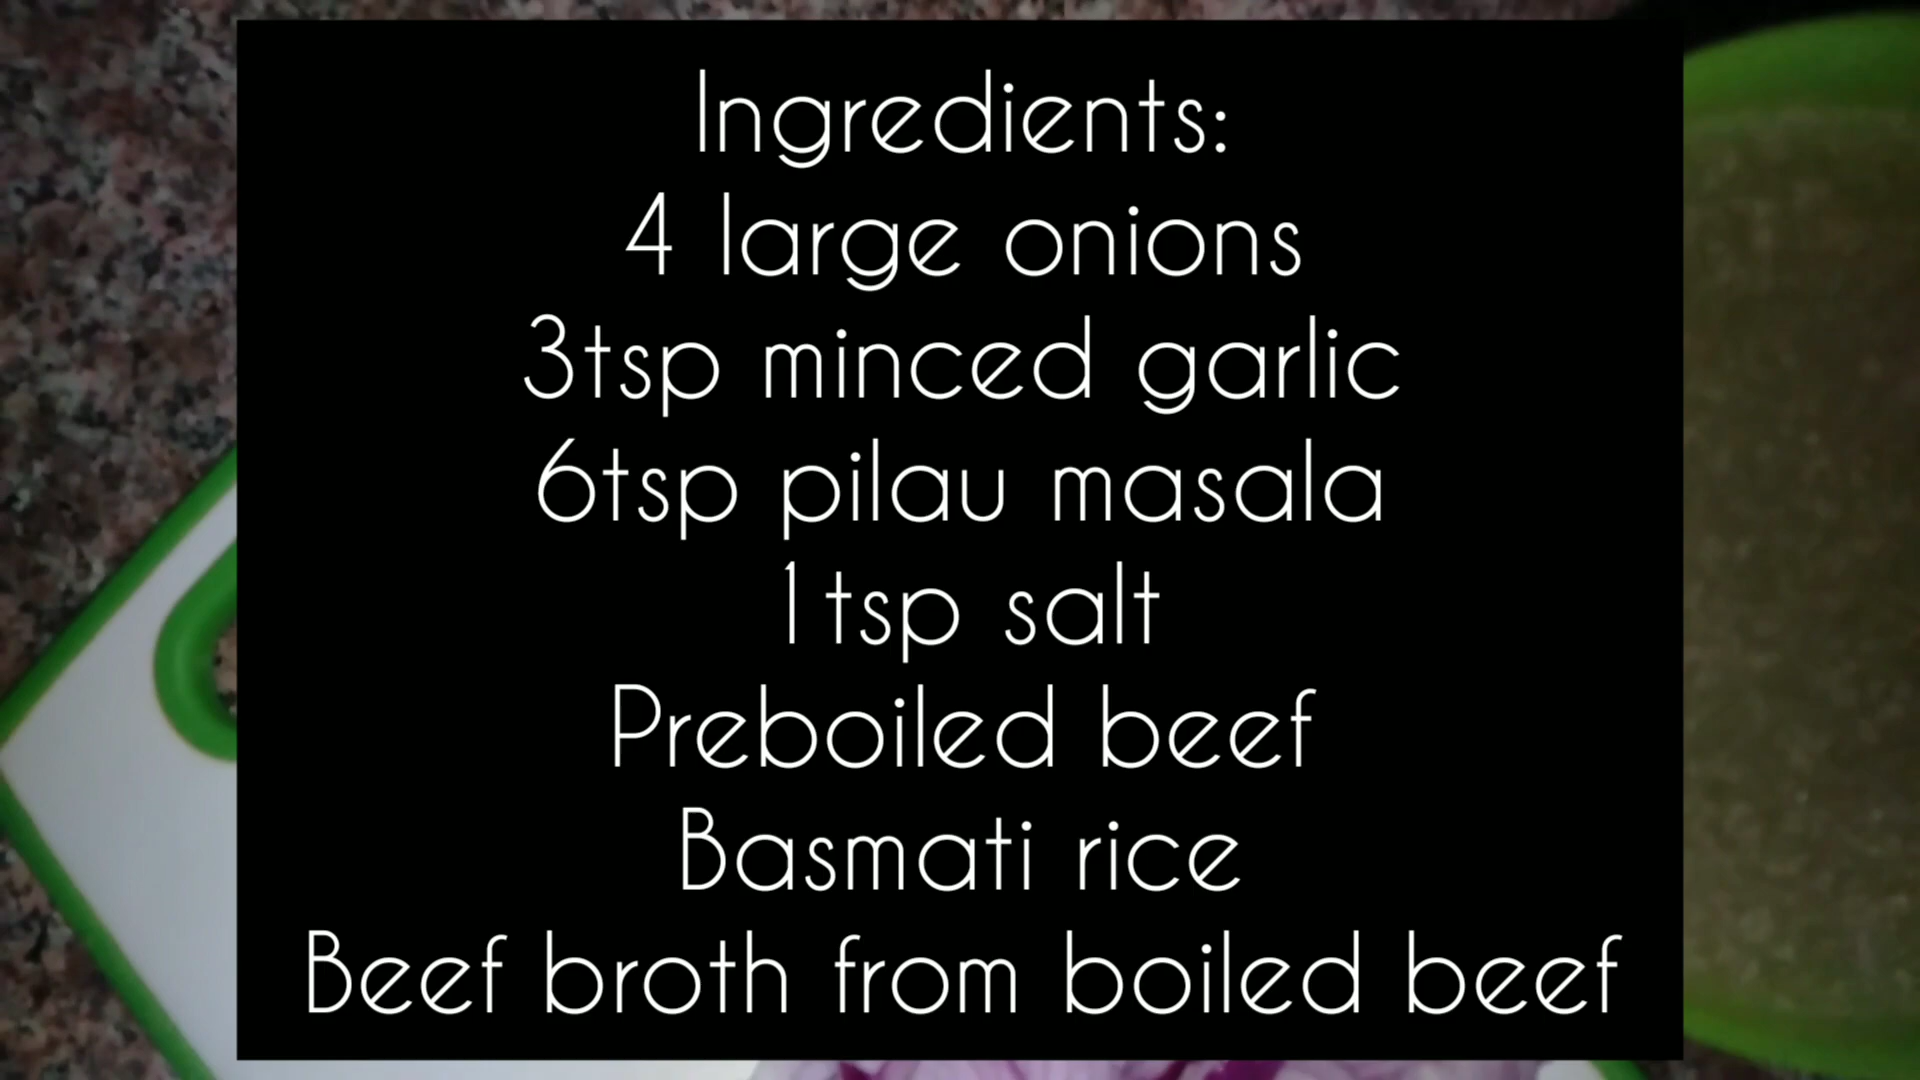 Ingredients:
4 large onions
3tsp minced garlic
6tsp pilau masala
1tsp salt
Preboiled beef
Basmati rice
Beef broth from boiled beef